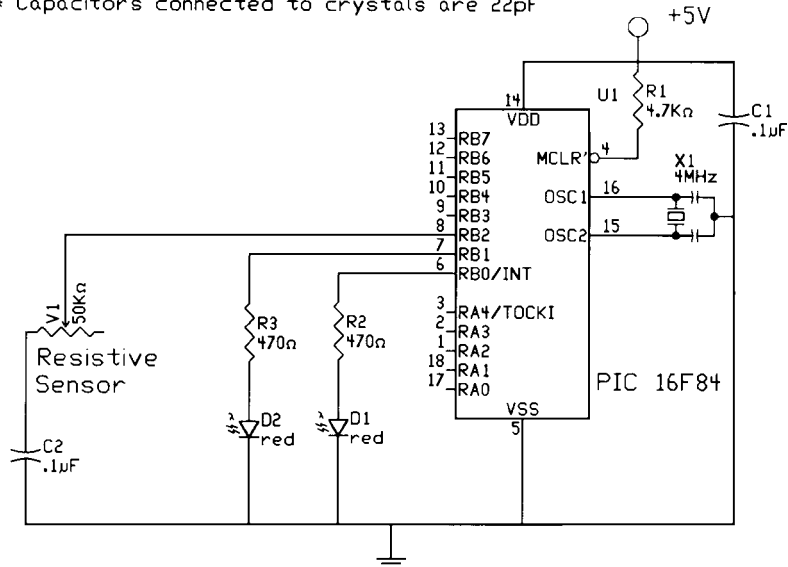 * Capacitors connected to crystals are 22pF
+5V
U1
R1
4.7KΩ
C1
.1µF
14
VDD
13 RB7
12 RB6
11 RB5
10 RB4
9 RB3
8 RB2
7 RB1
6 RB0/INT
3 RA4/TOCKI
2 RA3
1 RA2
18 RA1
17 RA0
MCLR' 4
OSC1 16
OSC2 15
X1
4MHz
VSS
5
PIC 16F84
V1
50KΩ
Resistive
Sensor
R3
470Ω
R2
470Ω
D2
red
D1
red
C2
.1µF